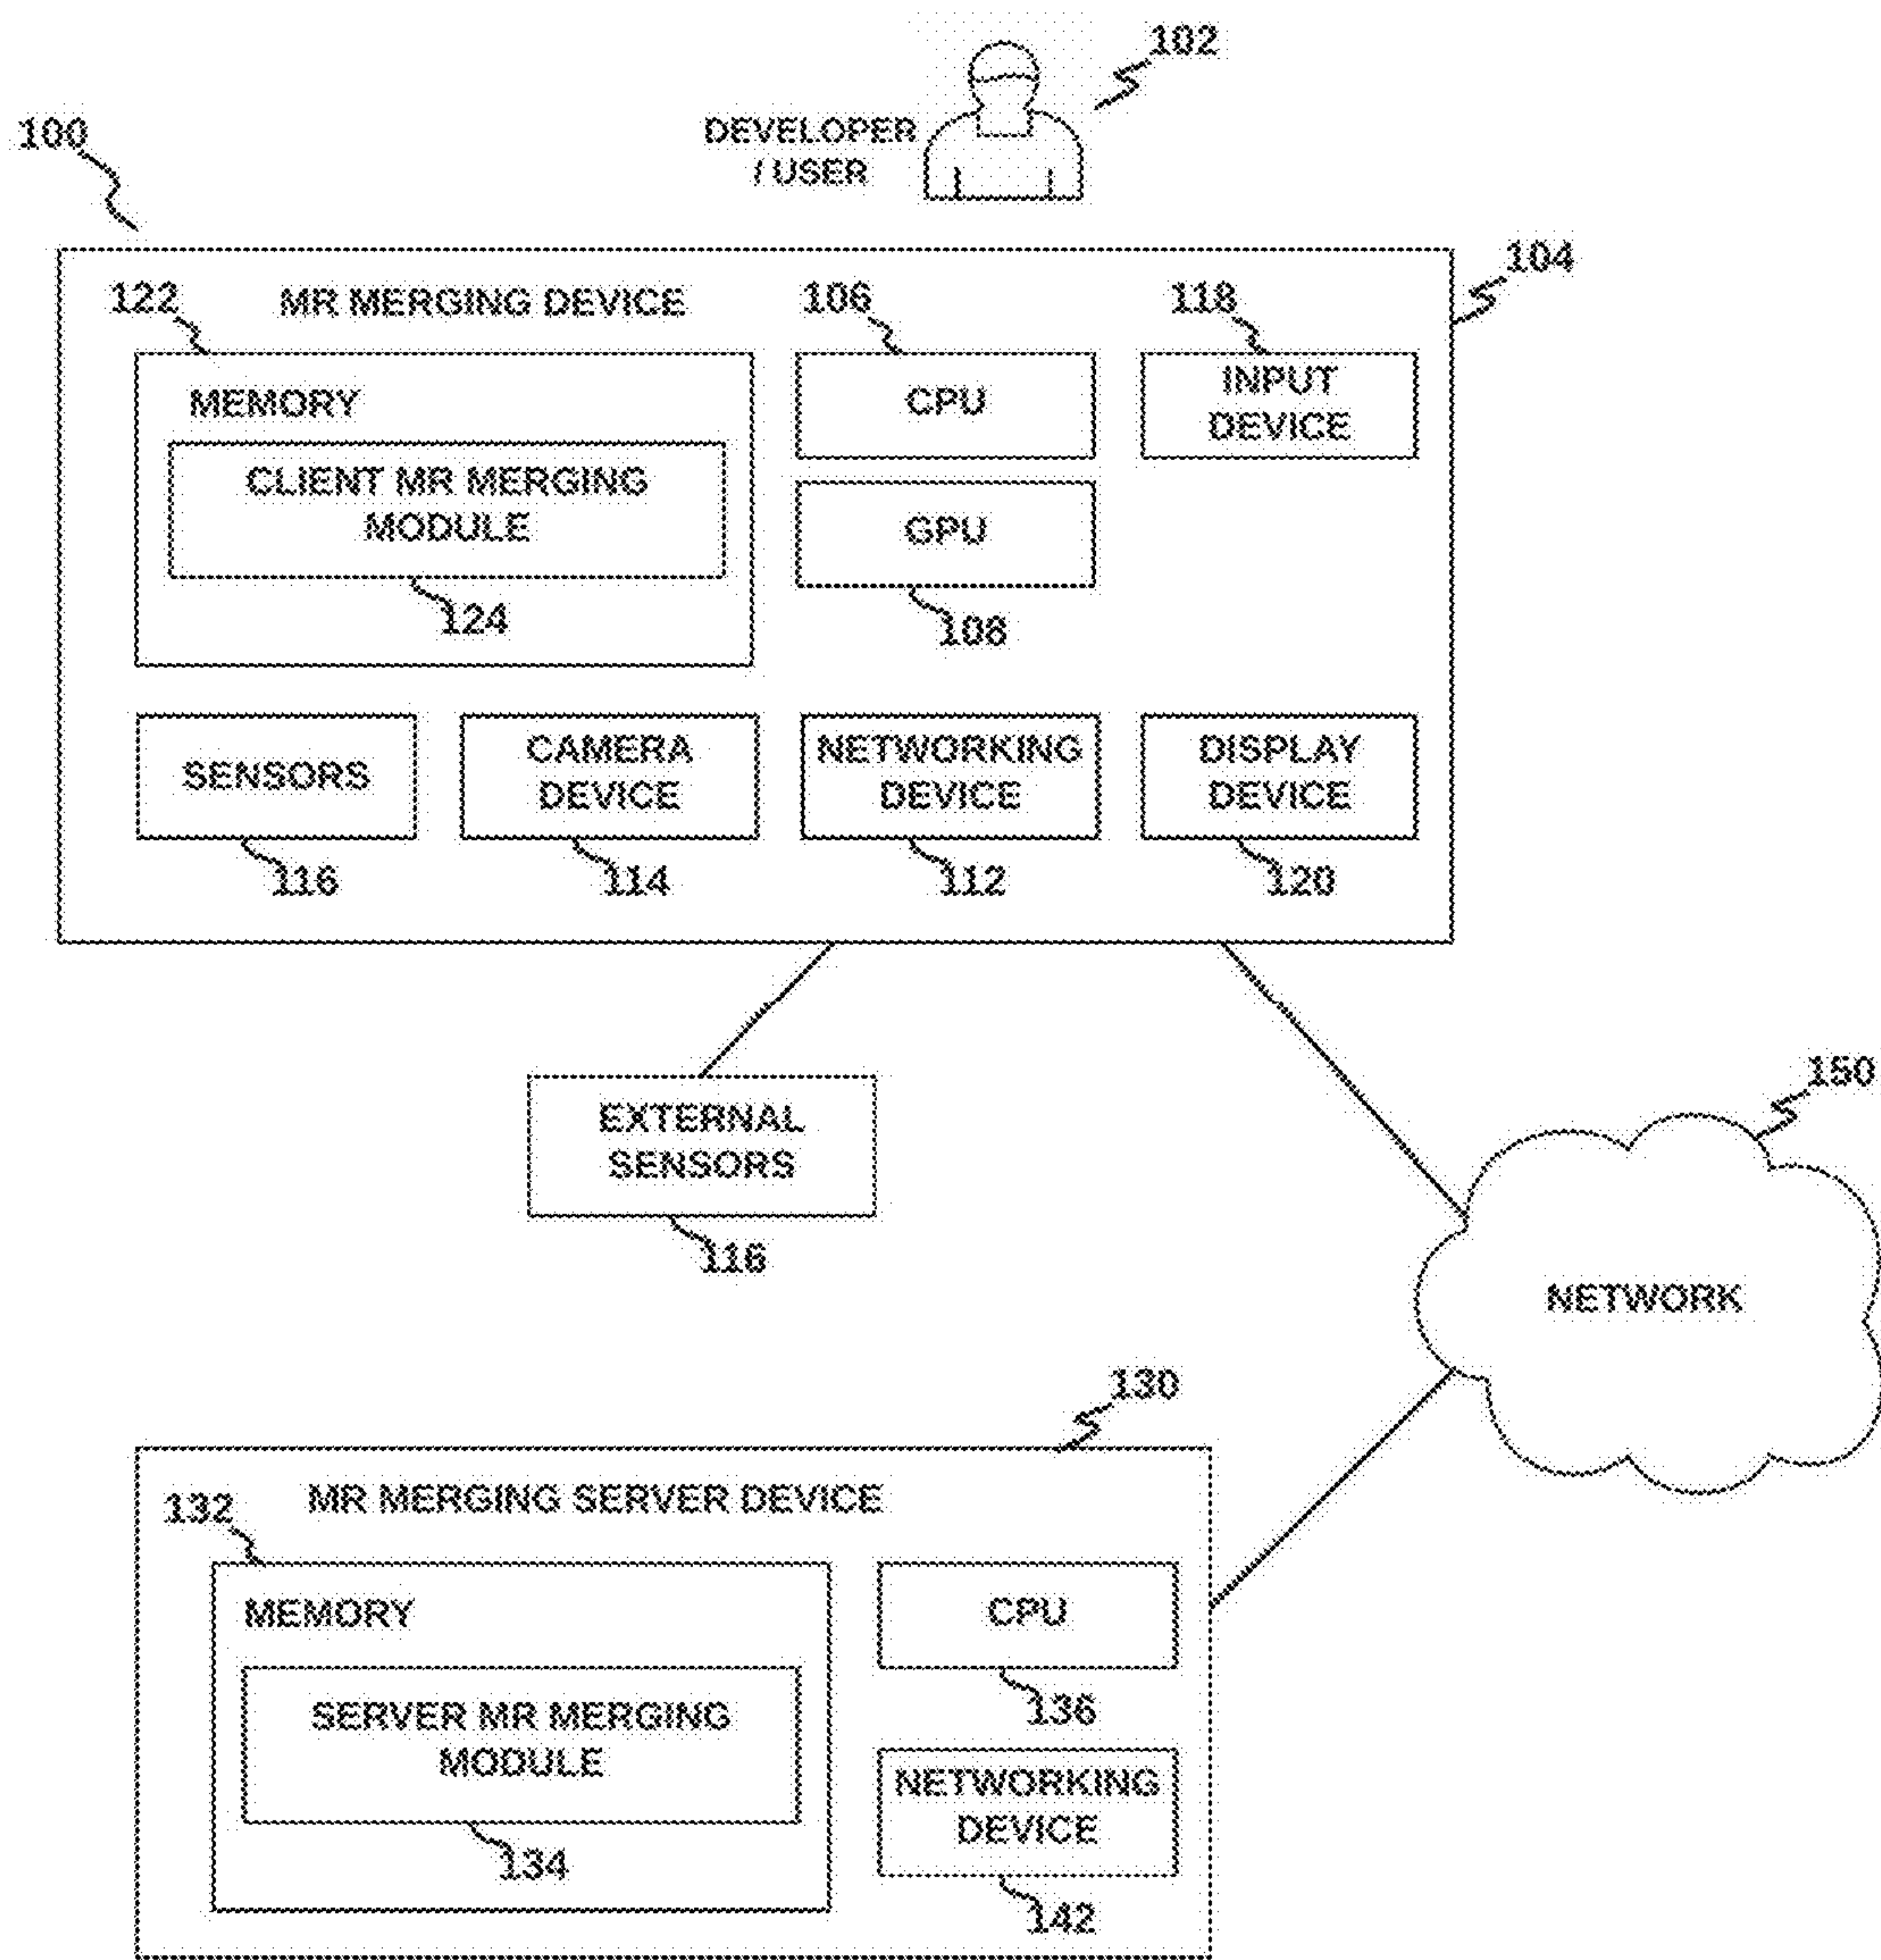 102
DEVELOPER
/ USER
100
104
122
MR MERGING DEVICE
106
118
MEMORY
CPU
INPUT
DEVICE
CLIENT MR MERGING
MODULE
GPU
124
108
SENSORS
CAMERA
DEVICE
NETWORKING
DEVICE
DISPLAY
DEVICE
116
114
112
120
EXTERNAL
SENSORS
116
150
NETWORK
130
132
MR MERGING SERVER DEVICE
MEMORY
CPU
SERVER MR MERGING
MODULE
136
NETWORKING
DEVICE
134
142